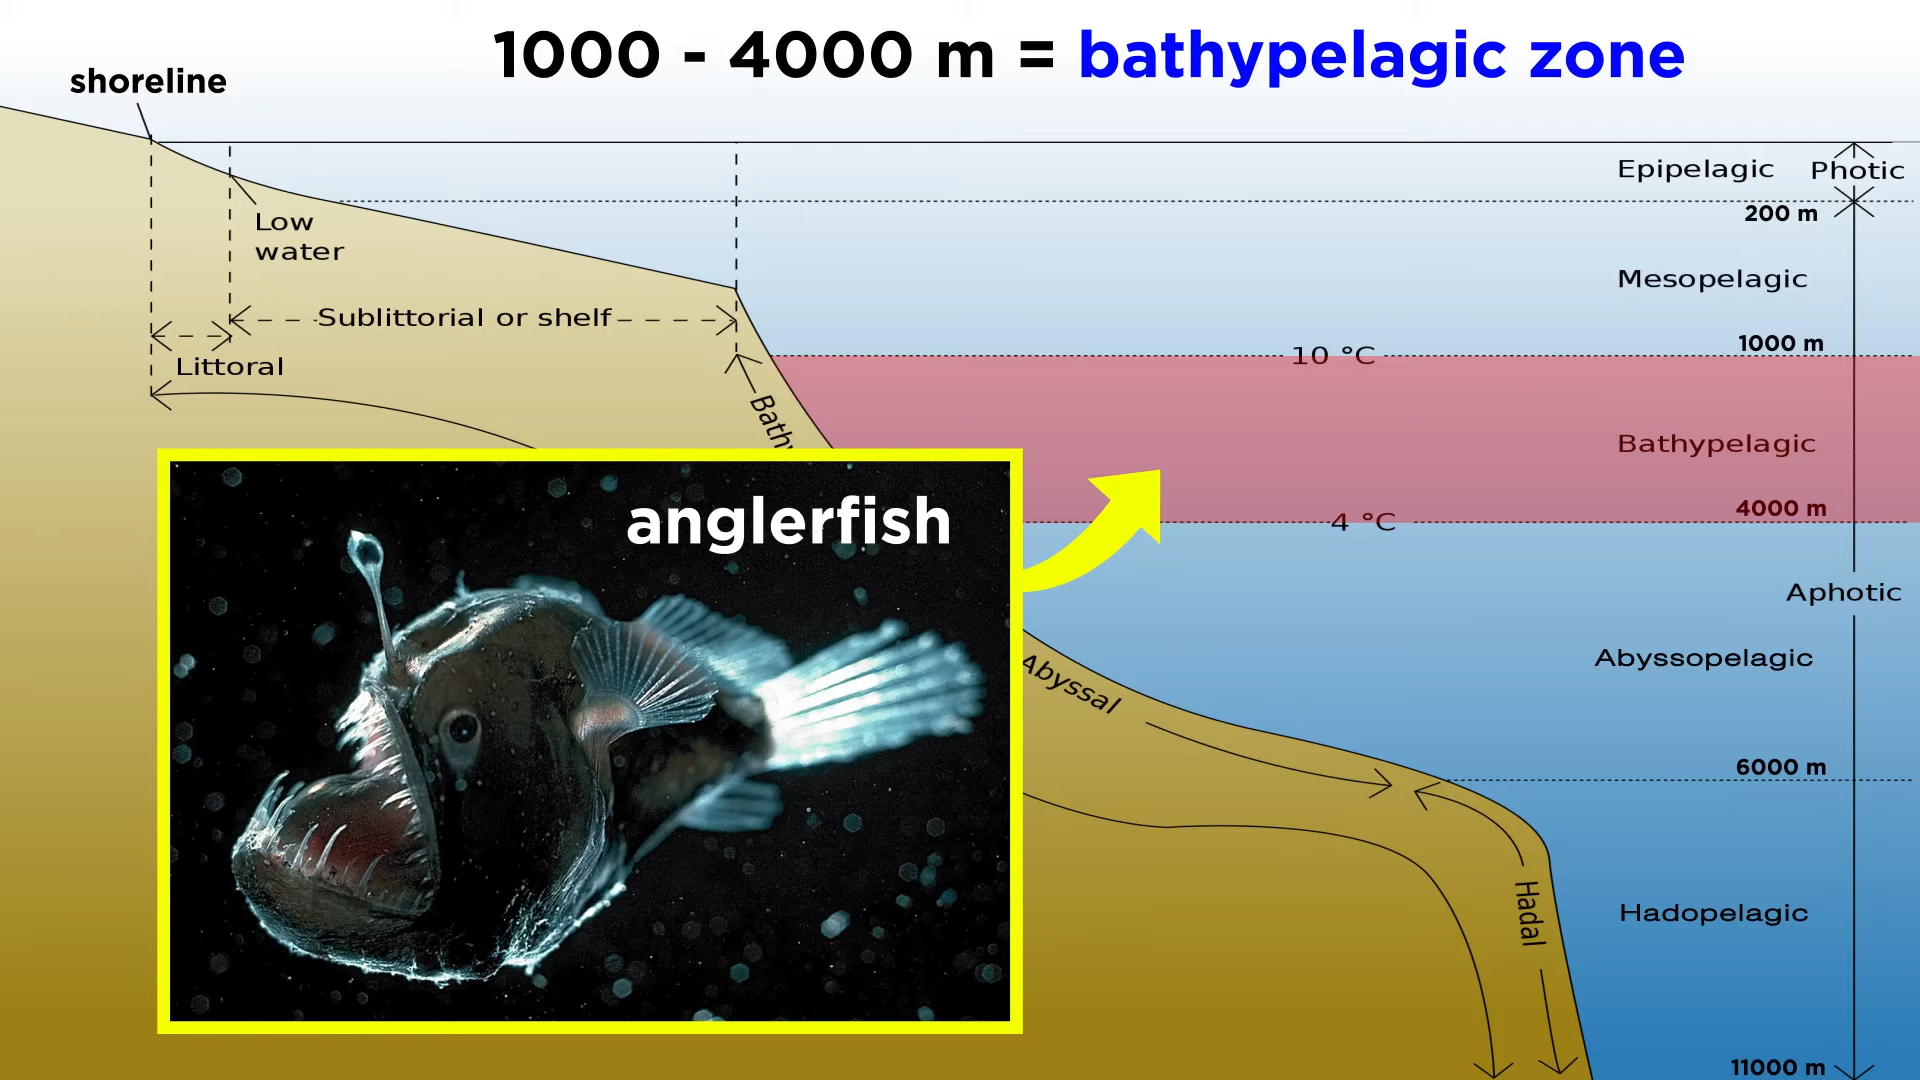 1000 - 4000 m = bathypelagic zone
shoreline
Epipelagic
Photic
200 m
Low
water
Mesopelagic
Sublittorial or shelf
1000 m
10 °C
Littoral
Bathy
Bathypelagic
4000 m
4 °C
anglerfish
Aphotic
Abyssopelagic
Abyssal
6000 m
Hadal
Hadopelagic
11000 m